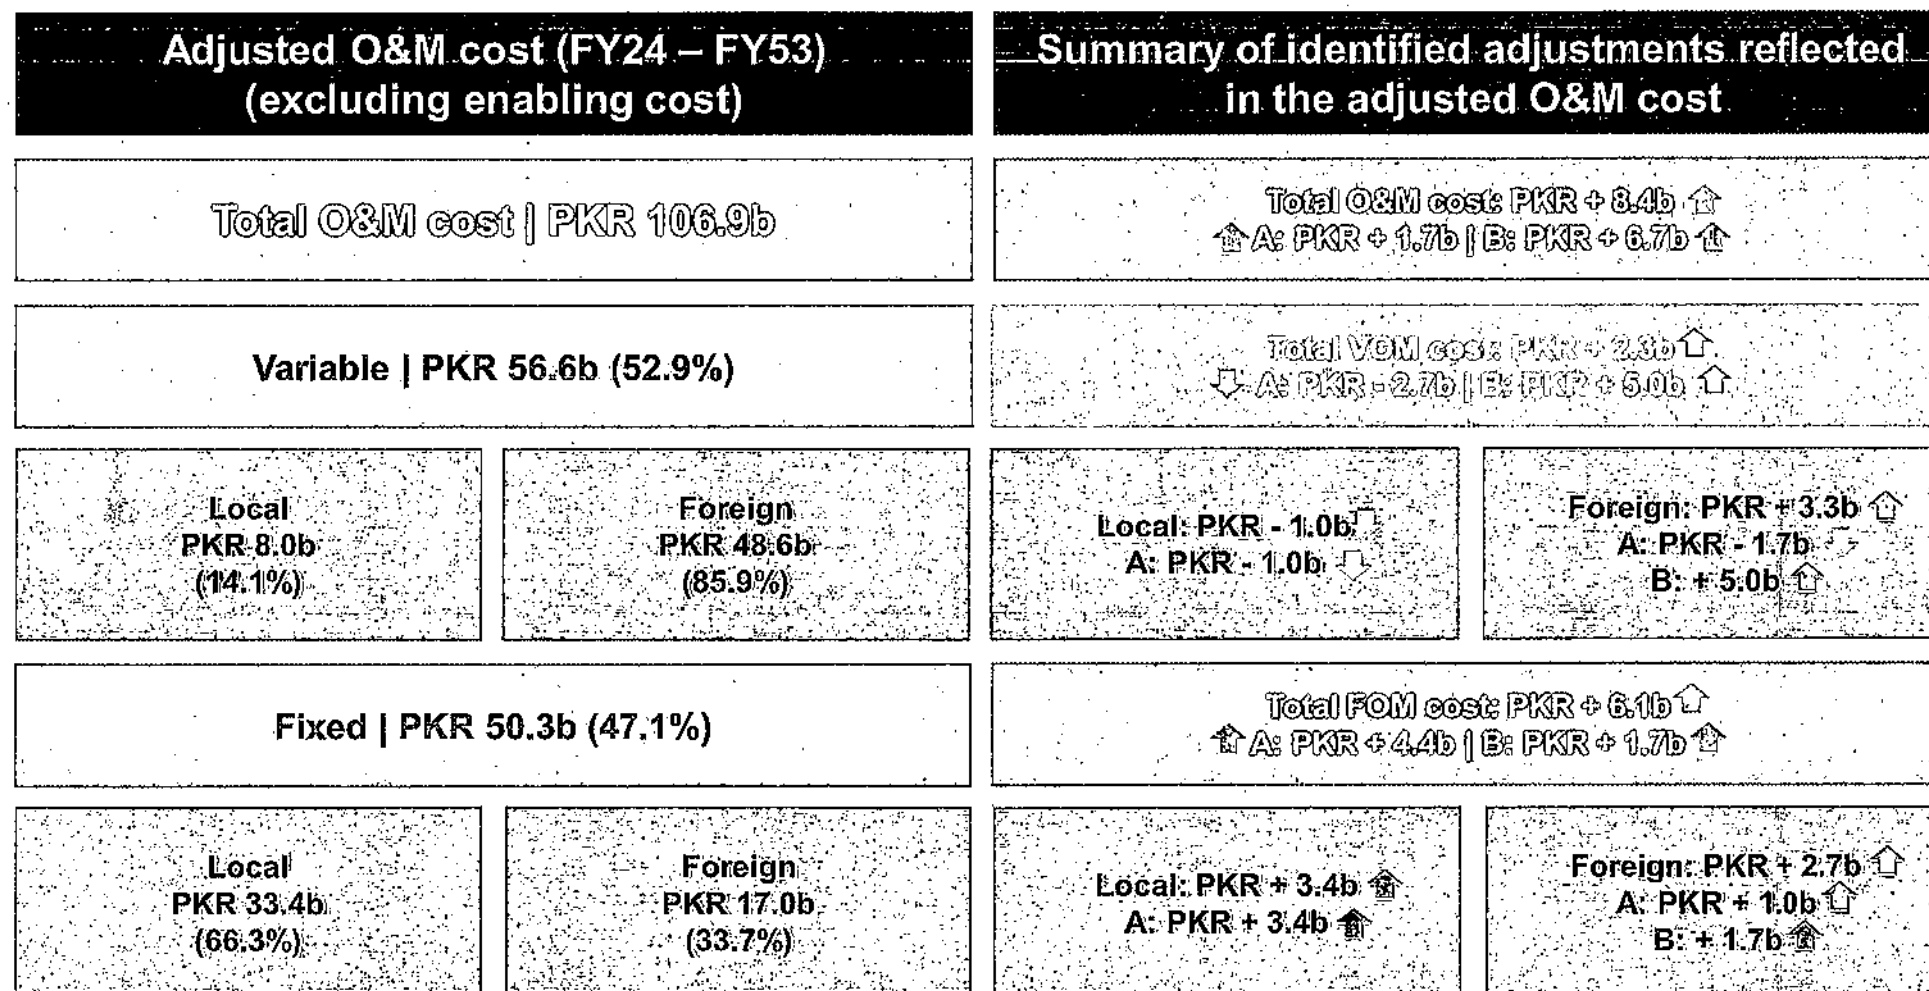 Adjusted O&M cost (FY24 – FY53)
(excluding enabling cost)
Summary of identified adjustments reflected
in the adjusted O&M cost
Total O&M cost | PKR 106.9b
Total O&M cost: PKR + 8.4b
A: PKR + 1.7b | B: PKR + 6.7b
Variable | PKR 56.6b (52.9%)
Total VOM cost: PKR + 2.3b
A: PKR - 2.7b | B: PKR + 5.0b
Local
PKR 8.0b
(14.1%)
Foreign
PKR 48.6b
(85.9%)
Local: PKR - 1.0b
A: PKR - 1.0b
Foreign: PKR + 3.3b
A: PKR - 1.7b
B: + 5.0b
Fixed | PKR 50.3b (47.1%)
Total FOM cost: PKR + 6.1b
A: PKR + 4.4b | B: PKR + 1.7b
Local
PKR 33.4b
(66.3%)
Foreign
PKR 17.0b
(33.7%)
Local: PKR + 3.4b
A: PKR + 3.4b
Foreign: PKR + 2.7b
A: PKR + 1.0b
B: + 1.7b